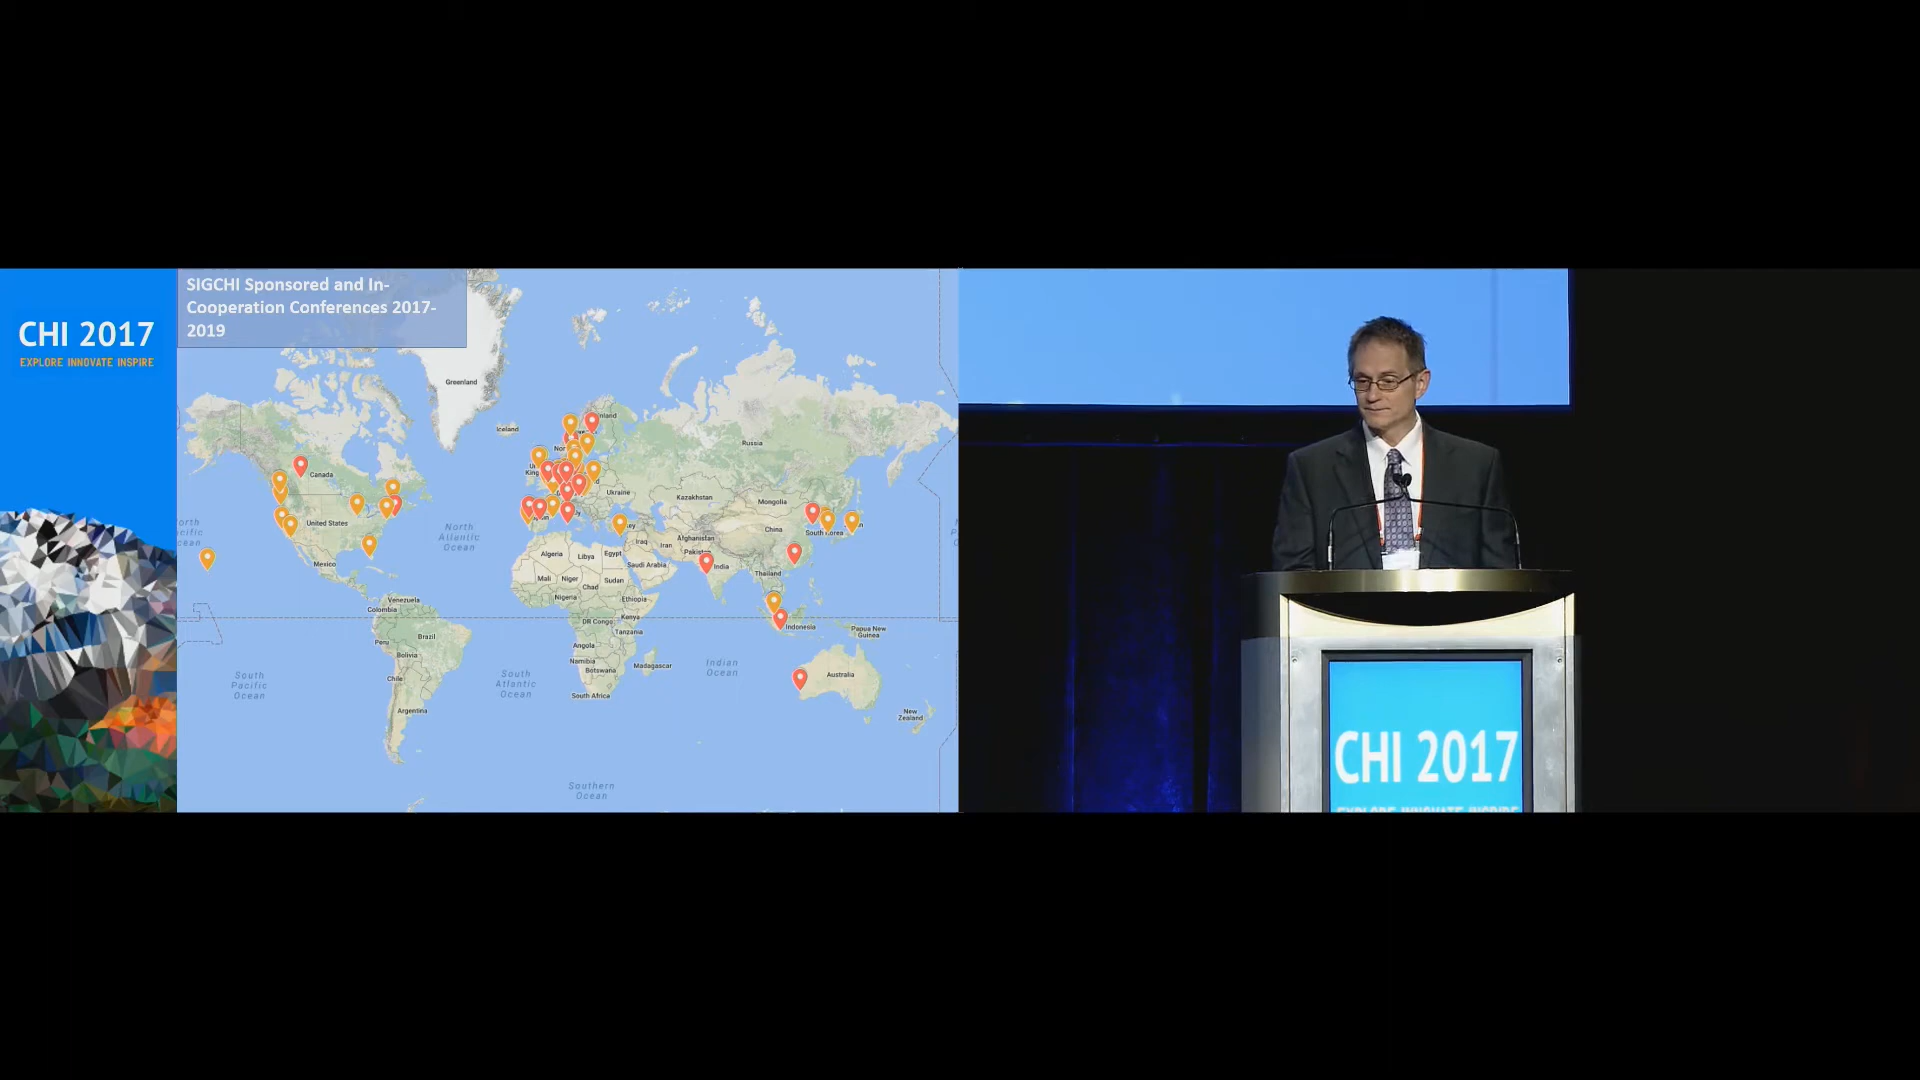 CHI 2017
EXPLORE INNOVATE INSPIRE
SIGCHI Sponsored and In-
Cooperation Conferences 2017-
2019
Greenland
Iceland
Russia
Canada
Ukraine
Kazakhstan
Mongolia
United States
North
Atlantic
Ocean
China
South Korea
Iraq
Iran
Afghanistan
Pakistan
Algeria
Libya
Egypt
Saudi Arabia
India
Mexico
Mali
Niger
Chad
Sudan
Thailand
Nigeria
Ethiopia
Venezuela
Colombia
DR Congo
Kenya
Tanzania
Indonesia
Papua New
Guinea
Peru
Brazil
Bolivia
Angola
Namibia
Botswana
Madagascar
Indian
Ocean
South
Pacific
Ocean
South
Atlantic
Ocean
Chile
Australia
South Africa
Argentina
New
Zealand
Southern
Ocean
CHI 2017
EXPLORE INNOVATE INSPIRE